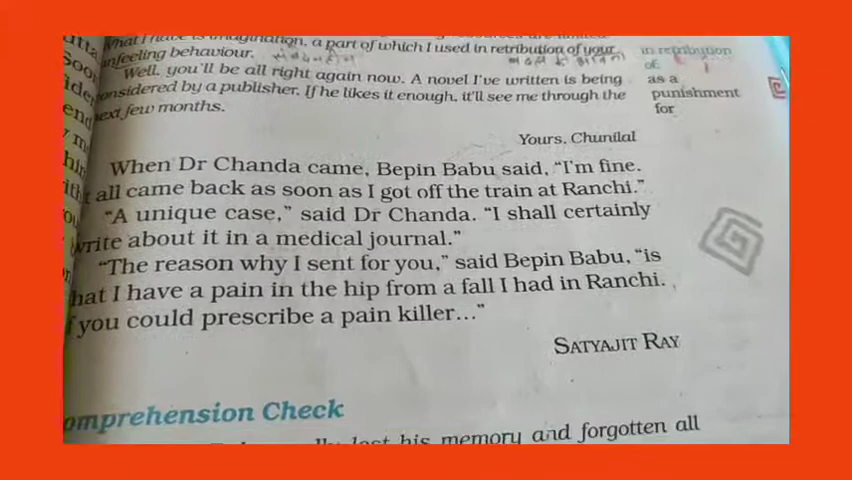 What I have is imagination, a part of which I used in retribution of your
unfeeling behaviour.
Well, you'll be all right again now. A novel I've written is being
considered by a publisher. If he likes it enough, it'll see me through the
next few months.
Yours, Chunilal
in retribution
of:
as a
punishment
for
When Dr Chanda came, Bepin Babu said, “I'm fine.
It all came back as soon as I got off the train at Ranchi.”
“A unique case,” said Dr Chanda. “I shall certainly
write about it in a medical journal.”
“The reason why I sent for you,” said Bepin Babu, “is
that I have a pain in the hip from a fall I had in Ranchi.
If you could prescribe a pain killer...”
SATYAJIT RAY
omprehension Check
lost his memory and forgotten all